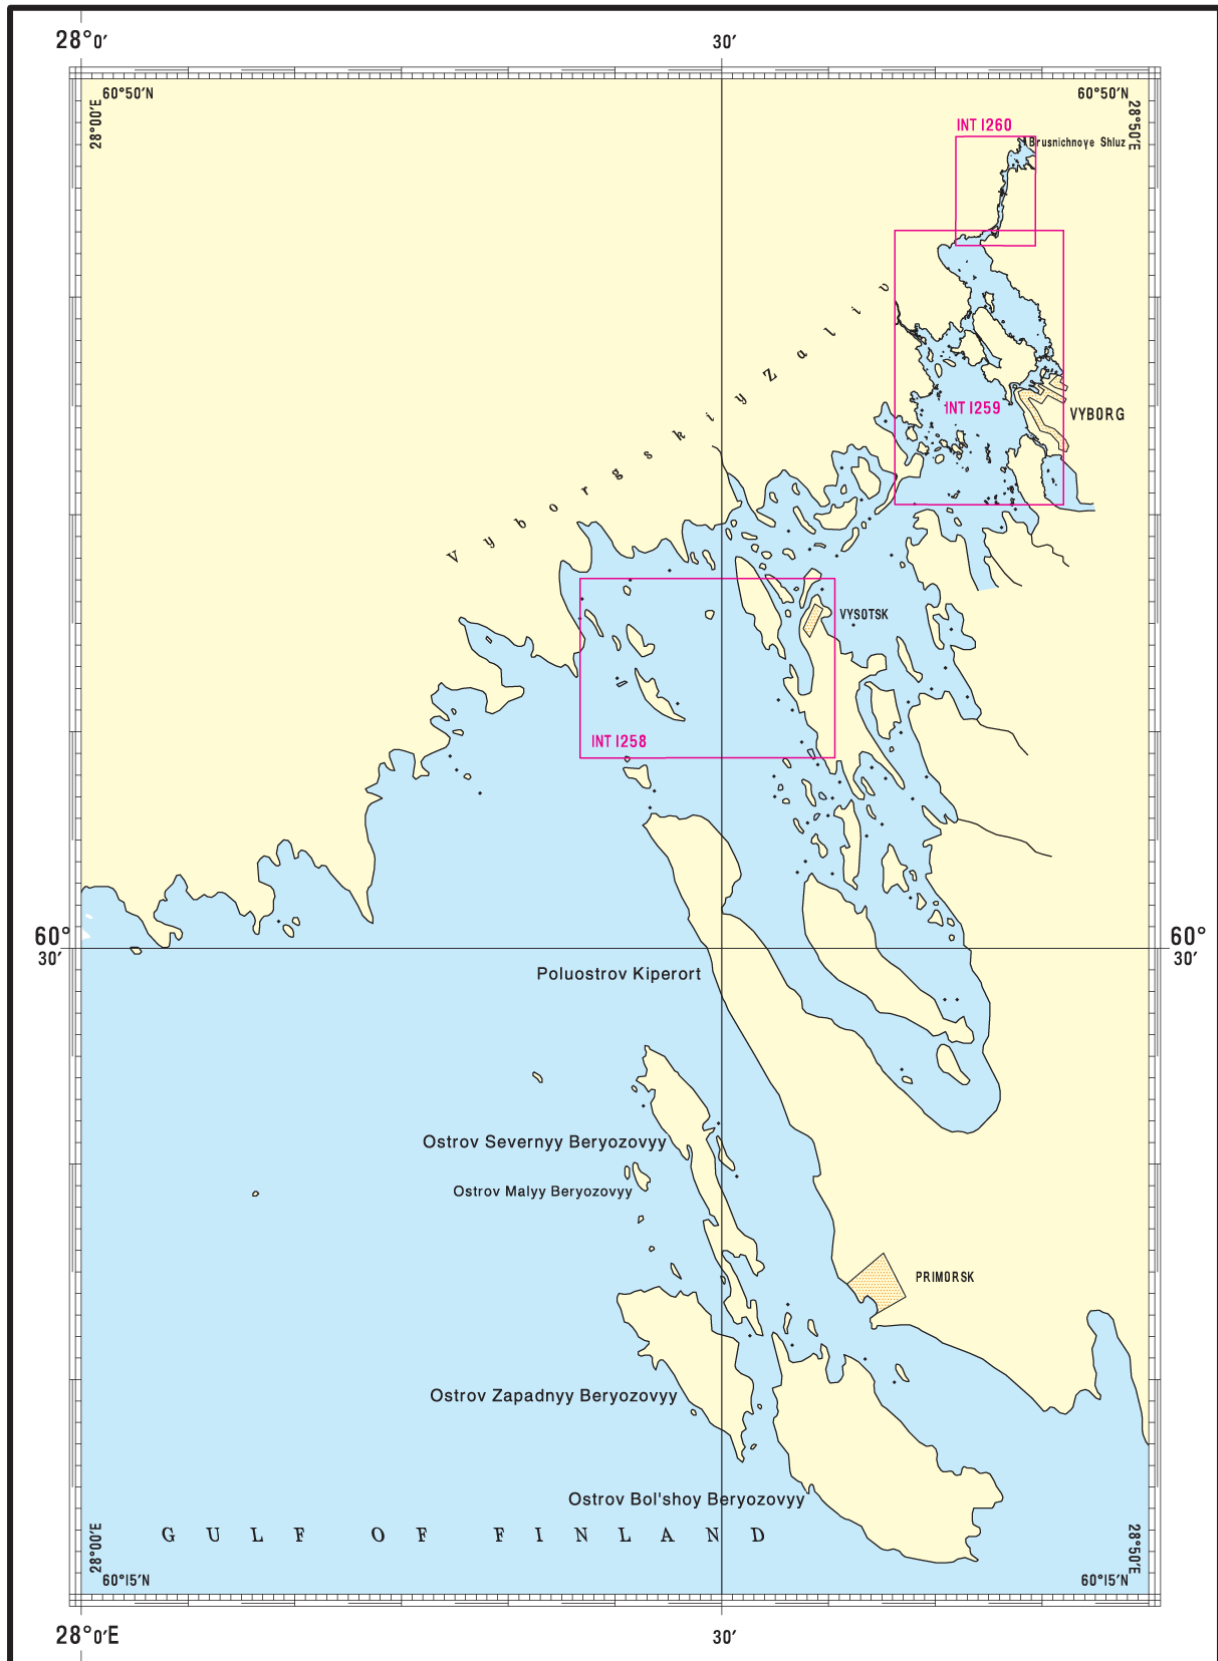 28°0′ 30′
60°50′N 60°50′N
28°00′E 28°50′E
INT 1260
Brusnichnoye Shluz
Vyborgskiy Zaliv
INT 1259
VYBORG
VYSOTSK
INT 1258
60° 60°
30′ 30′
Poluostrov Kiperort
Ostrov Severnyy Beryozovyy
Ostrov Malyy Beryozovyy
PRIMORSK
Ostrov Zapadnyy Beryozovyy
Ostrov Bol'shoy Beryozovyy
GULF OF FINLAND
28°00′E 28°50′E
60°15′N 60°15′N
28°0′E 30′